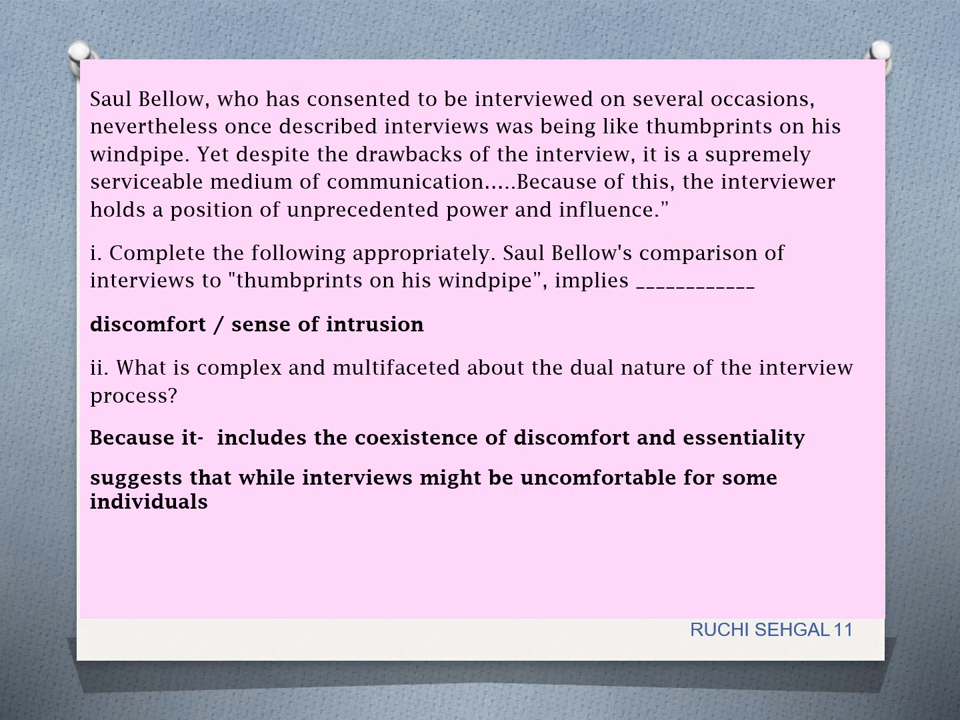 Saul Bellow, who has consented to be interviewed on several occasions,
nevertheless once described interviews was being like thumbprints on his
windpipe. Yet despite the drawbacks of the interview, it is a supremely
serviceable medium of communication.....Because of this, the interviewer
holds a position of unprecedented power and influence.”
i. Complete the following appropriately. Saul Bellow's comparison of
interviews to "thumbprints on his windpipe”, implies ____________
discomfort / sense of intrusion
ii. What is complex and multifaceted about the dual nature of the interview
process?
Because it-  includes the coexistence of discomfort and essentiality
suggests that while interviews might be uncomfortable for some
individuals
RUCHI SEHGAL 11